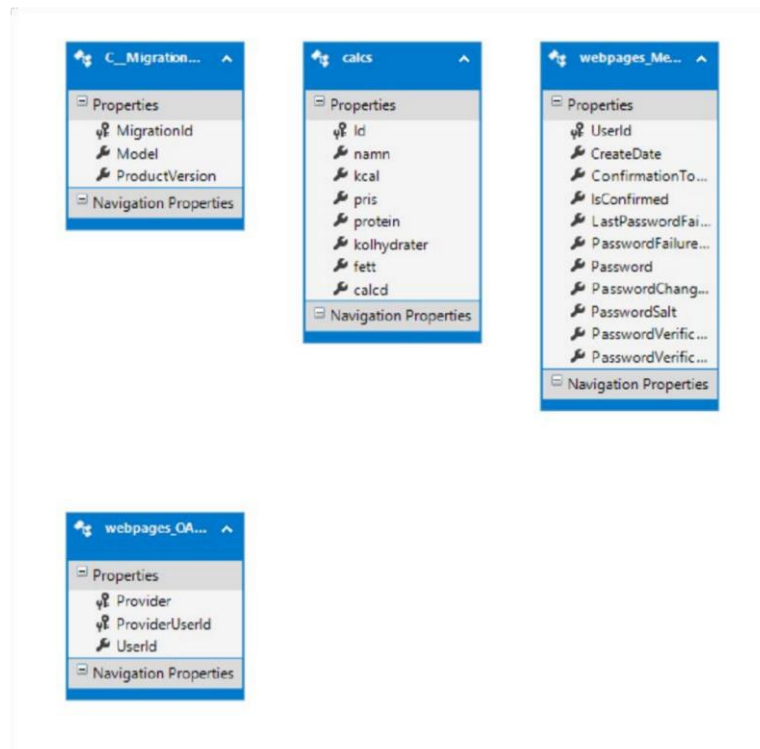 C__Migration...
Properties
MigrationId
Model
ProductVersion
Navigation Properties
calcs
Properties
Id
namn
kcal
pris
protein
kolhydrater
fett
calcd
Navigation Properties
webpages_Me...
Properties
UserId
CreateDate
ConfirmationTo...
IsConfirmed
LastPasswordFai...
PasswordFailure...
Password
PasswordChang...
PasswordSalt
PasswordVerific...
PasswordVerific...
Navigation Properties
webpages_OA...
Properties
Provider
ProviderUserId
UserId
Navigation Properties